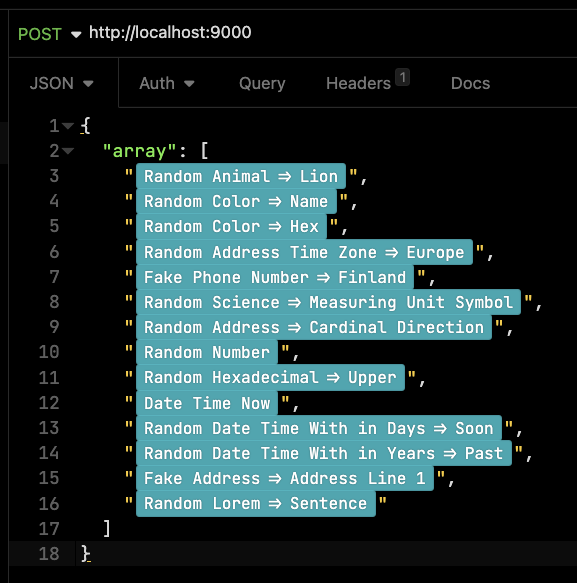 POST http://localhost:9000
JSON Auth Query Headers 1 Docs
1 {
2 "array": [
3 "Random Animal ⇒ Lion",
4 "Random Color ⇒ Name",
5 "Random Color ⇒ Hex",
6 "Random Address Time Zone ⇒ Europe",
7 "Fake Phone Number ⇒ Finland",
8 "Random Science ⇒ Measuring Unit Symbol",
9 "Random Address ⇒ Cardinal Direction",
10 "Random Number",
11 "Random Hexadecimal ⇒ Upper",
12 "Date Time Now",
13 "Random Date Time With in Days ⇒ Soon",
14 "Random Date Time With in Years ⇒ Past",
15 "Fake Address ⇒ Address Line 1",
16 "Random Lorem ⇒ Sentence"
17 ]
18 }